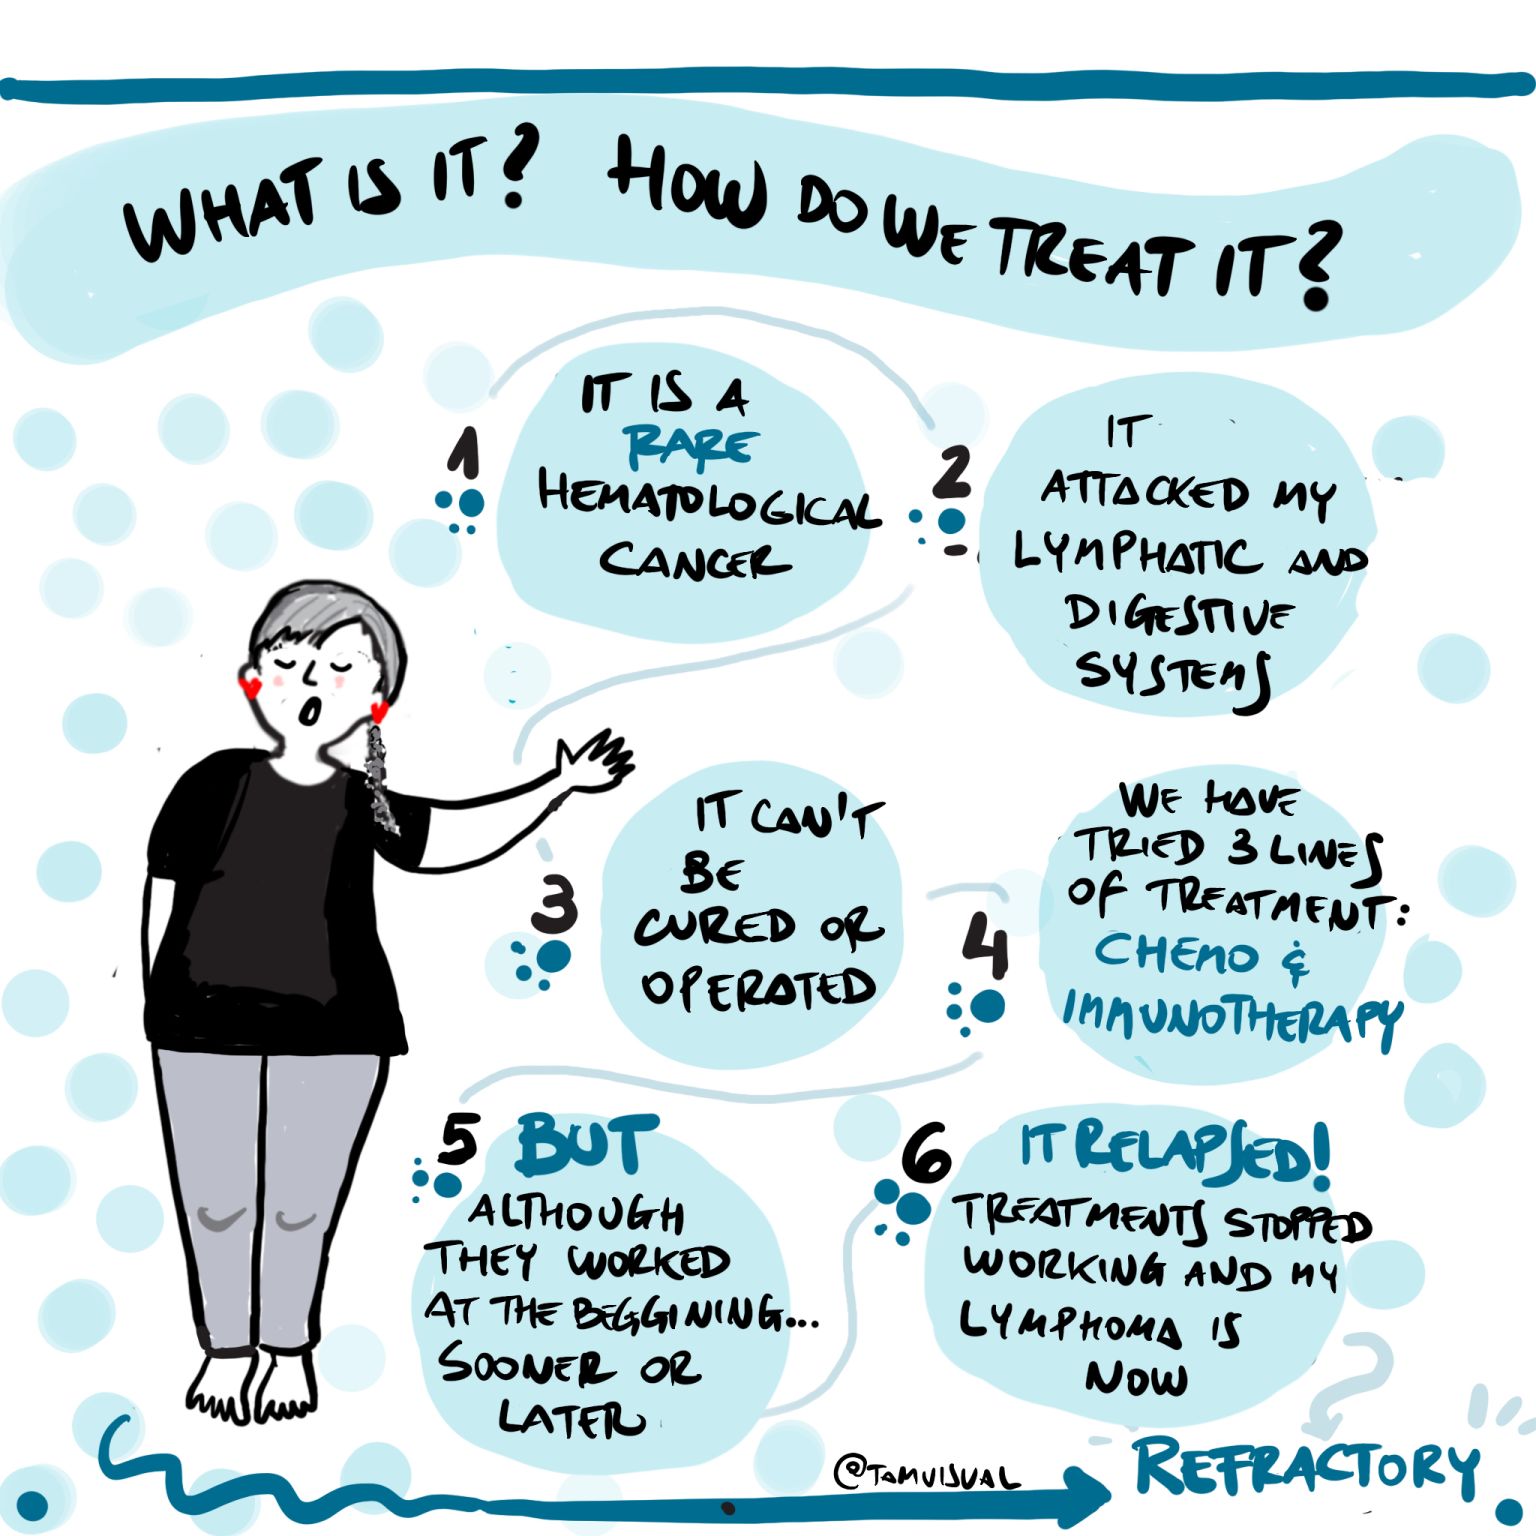 WHAT IS IT? HOW DO WE TREAT IT?
1
IT IS A
RARE
HEMATOLOGICAL
CANCER
2
IT
ATTACKED MY
LYMPHATIC AND
DIGESTIVE
SYSTEMS
3
IT CAN'T
BE
CURED OR
OPERATED
4
WE HAVE
TRIED 3 LINES
OF TREATMENT:
CHEMO &
IMMUNOTHERAPY
5
BUT
ALTHOUGH
THEY WORKED
AT THE BEGGINING...
SOONER OR
LATER
6
IT RELAPSED!
TREATMENTS STOPPED
WORKING AND MY
LYMPHOMA IS
NOW
REFRACTORY
@TAMVISUAL